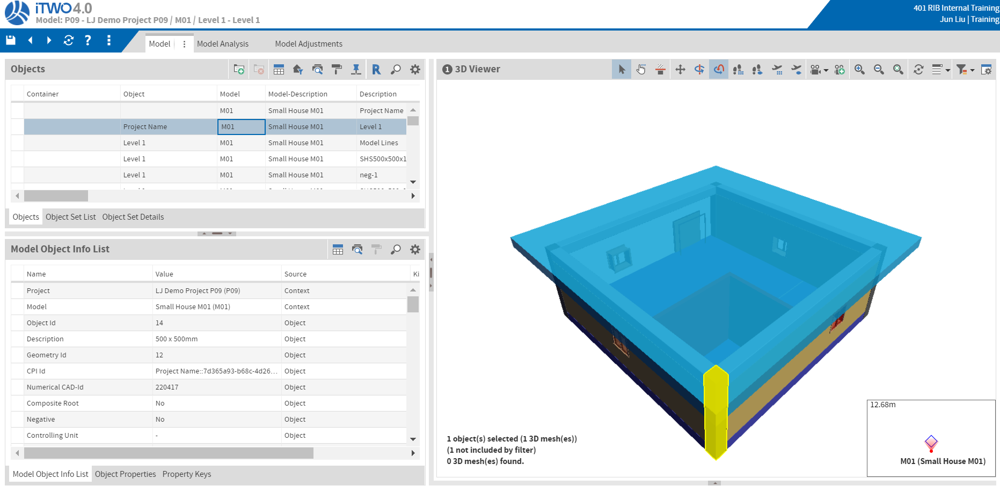 iTWO 4.0
Model: P09 - LJ Demo Project P09 / M01 / Level 1 - Level 1
401 RIB Internal Training
Jun Liu | Training
Model
Model Analysis
Model Adjustments
Objects
R
Container Object Model Model-Description Description
M01 Small House M01 Project Name
Project Name M01 Small House M01 Level 1
Level 1 M01 Small House M01 Model Lines
Level 1 M01 Small House M01 SHS500x500x1
Level 1 M01 Small House M01 neg-1
Objects Object Set List Object Set Details
Model Object Info List
Name Value Source Ki
Project LJ Demo Project P09 (P09) Context
Model Small House M01 (M01) Context
Object Id 14 Object
Description 500 x 500mm Object
Geometry Id 12 Object
CPI Id Project Name::7d365a93-b68c-4d26... Object
Numerical CAD-Id 220417 Object
Composite Root No Object
Negative No Object
Controlling Unit - Object
Model Object Info List Object Properties Property Keys
1 3D Viewer
1 object(s) selected (1 3D mesh(es))
(1 not included by filter)
0 3D mesh(es) found.
12.68m
M01 (Small House M01)